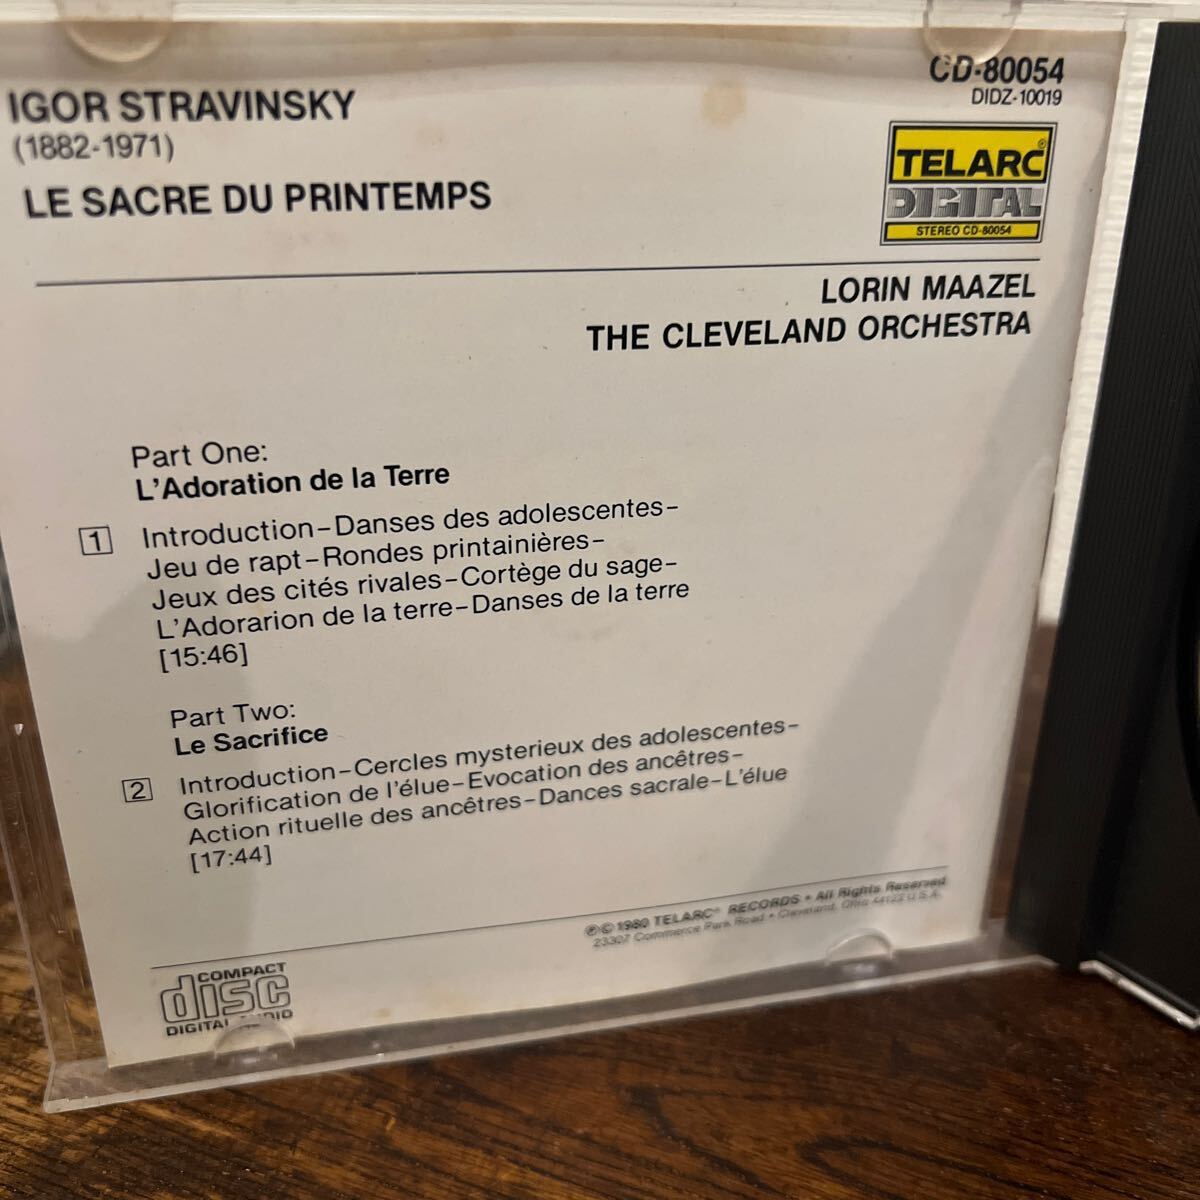 IGOR STRAVINSKY
(1882-1971)
LE SACRE DU PRINTEMPS
CD-80054
DIDZ-10019
TELARC®
DIGITAL
STEREO CD-80054
LORIN MAAZEL
THE CLEVELAND ORCHESTRA
Part One:
L'Adoration de la Terre
1 Introduction–Danses des adolescentes–
Jeu de rapt–Rondes printainières–
Jeux des cités rivales–Cortège du sage–
L'Adorarion de la terre–Danses de la terre
[15:46]
Part Two:
Le Sacrifice
2 Introduction–Cercles mysterieux des adolescentes–
Glorification de l'élue–Evocation des ancêtres–
Action rituelle des ancêtres–Dances sacrale–L'élue
[17:44]
℗© 1980 TELARC® RECORDS • All Rights Reserved
23307 Commerce Park Road • Cleveland, Ohio 44122 U.S.A.
COMPACT
disc
DIGITAL AUDIO